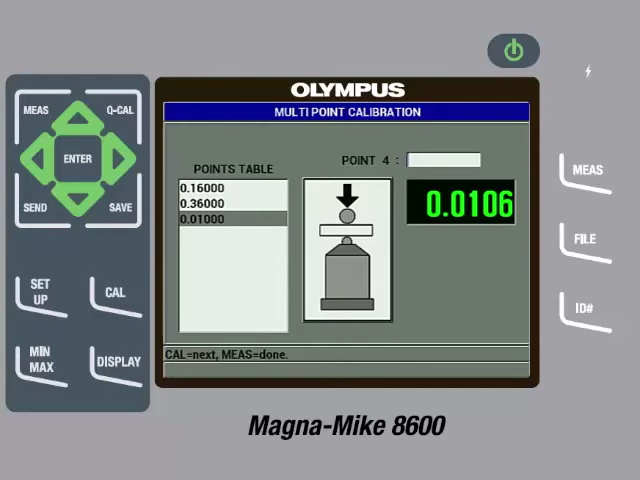 OLYMPUS
MULTI POINT CALIBRATION
MEAS
Q-CAL
ENTER
SEND
SAVE
SET
UP
CAL
MIN
MAX
DISPLAY
POINT 4 :
POINTS TABLE
0.16000
0.36000
0.01000
0.0106
CAL=next, MEAS=done.
MEAS
FILE
ID#
Magna-Mike 8600